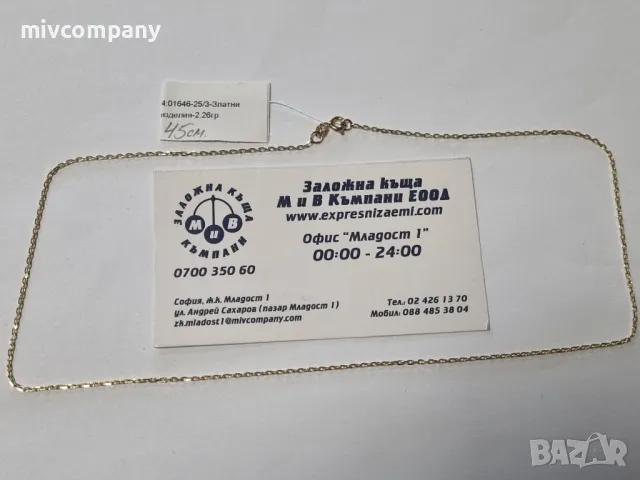 mivcompany
4.01646-25/3-Златни
изделия-2.26гр
45см.
ЗАЛОЖНА КЪЩА
М И В
КЪМПАНИ
0700 350 60
Заложна къща
М и В Къмпани ЕООД
www.expresnizaemi.com
Офис "Младост 1"
00:00 - 24:00
София, ж.к. Младост 1
ул. Андрей Сахаров (пазар Младост 1)
zk.mladost1@mivcompany.com
Тел.: 02 426 13 70
Мобил.: 088 485 38 04
BAZAR